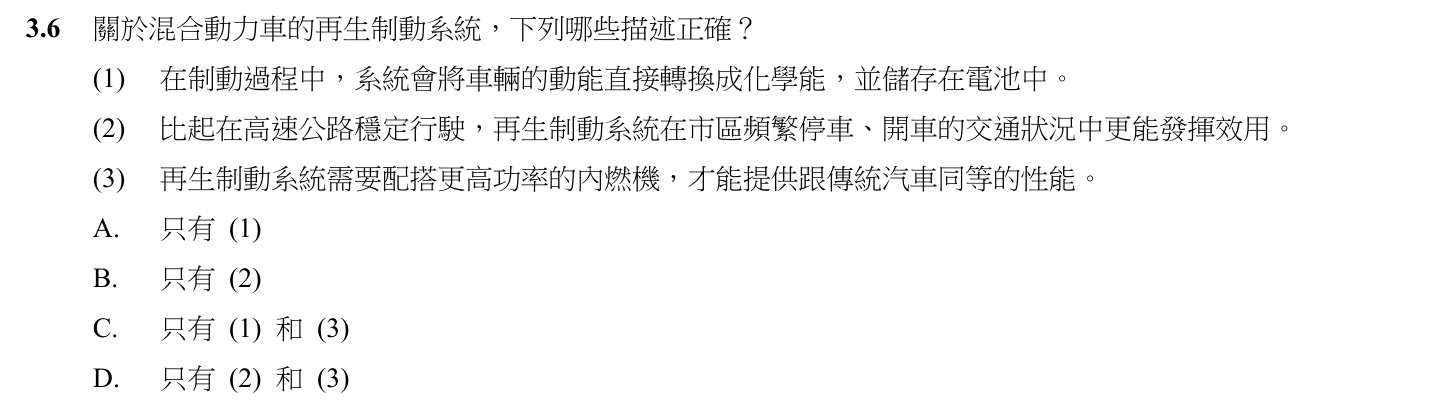 3.6 關於混合動力車的再生制動系統，下列哪些描述正確？
(1) 在制動過程中，系統會將車輛的動能直接轉換成化學能，並儲存在電池中。
(2) 比起在高速公路穩定行駛，再生制動系統在市區頻繁停車、開車的交通狀況中更能發揮效用。
(3) 再生制動系統需要配搭更高功率的內燃機，才能提供跟傳統汽車同等的性能。
A. 只有 (1)
B. 只有 (2)
C. 只有 (1) 和 (3)
D. 只有 (2) 和 (3)